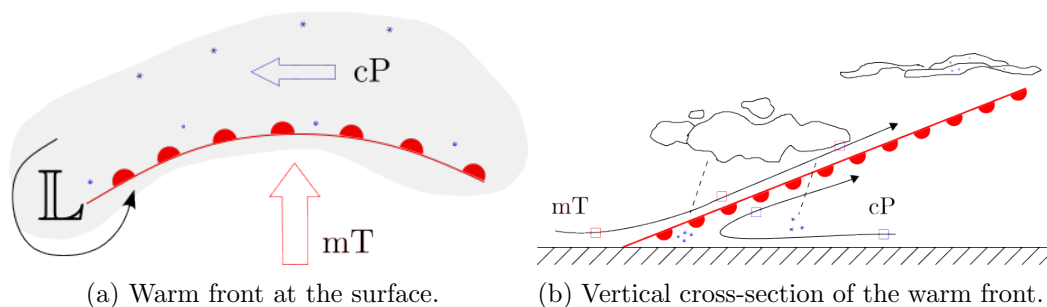 cP
𝕃
mT
mT
cP
(a) Warm front at the surface.
(b) Vertical cross-section of the warm front.